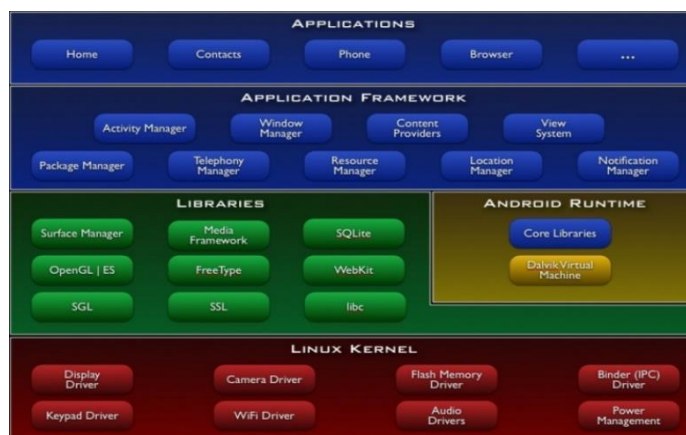 APPLICATIONS
Home
Contacts
Phone
Browser
...
APPLICATION FRAMEWORK
Activity Manager
Window
Manager
Content
Providers
View
System
Package Manager
Telephony
Manager
Resource
Manager
Location
Manager
Notification
Manager
LIBRARIES
Surface Manager
Media
Framework
SQLite
OpenGL | ES
FreeType
WebKit
SGL
SSL
libc
ANDROID RUNTIME
Core Libraries
Dalvik Virtual
Machine
LINUX KERNEL
Display
Driver
Camera Driver
Flash Memory
Driver
Binder (IPC)
Driver
Keypad Driver
WiFi Driver
Audio
Drivers
Power
Management